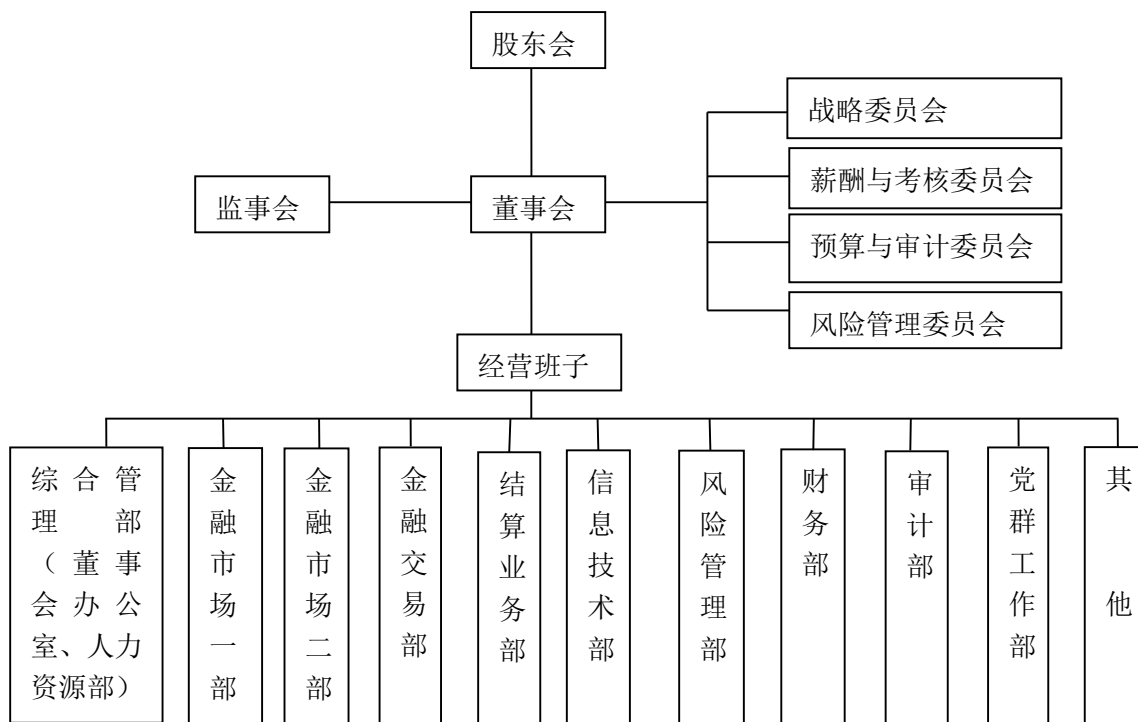 股东会
战略委员会
薪酬与考核委员会
监事会
董事会
预算与审计委员会
风险管理委员会
经营班子
综合管
理部
（董事
会办公
室、人力
资源部）
金融市场一部
金融市场二部
金融交易部
结算业务部
信息技术部
风险管理部
财务部
审计部
党群工作部
其他